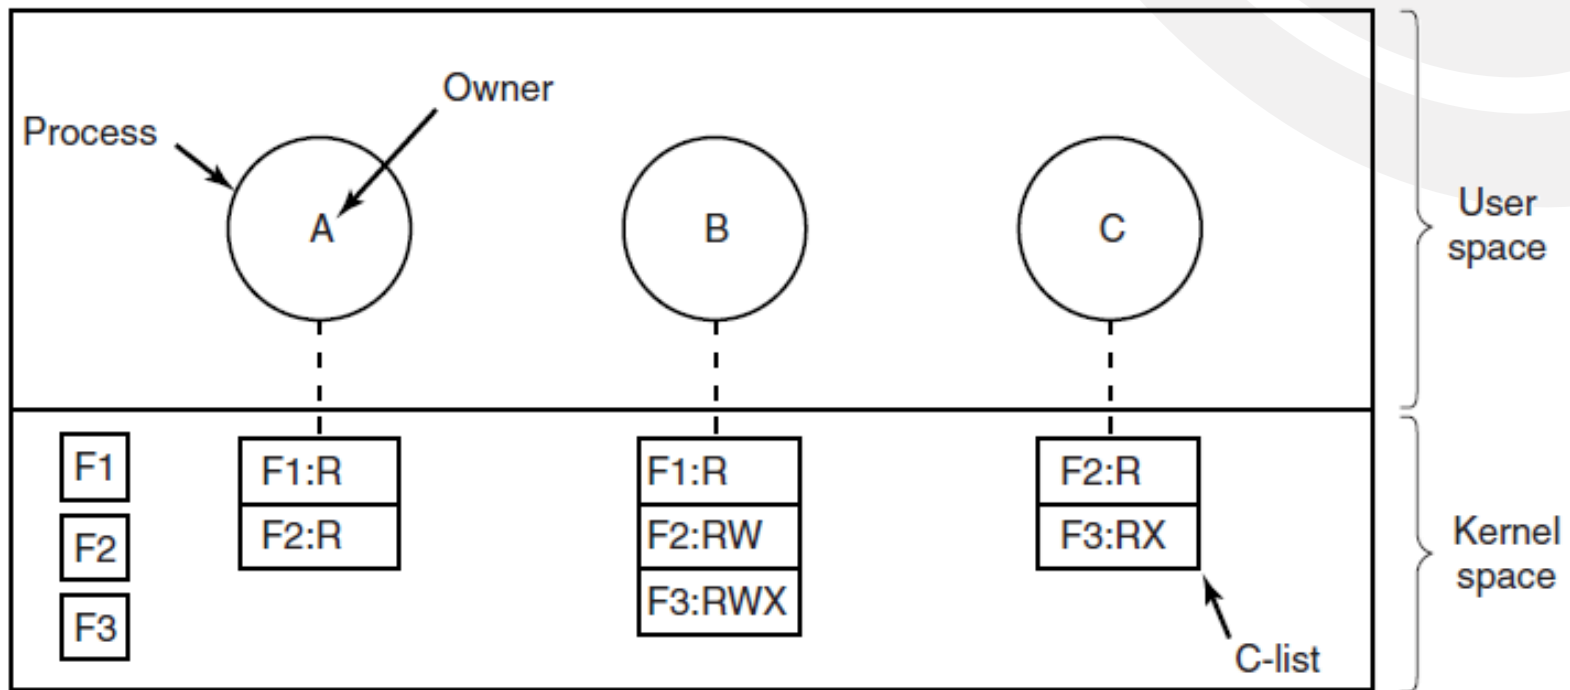 Owner
Process
A
B
C
User
space
F1
F2
F3
F1:R
F2:R
F1:R
F2:RW
F3:RWX
F2:R
F3:RX
C-list
Kernel
space